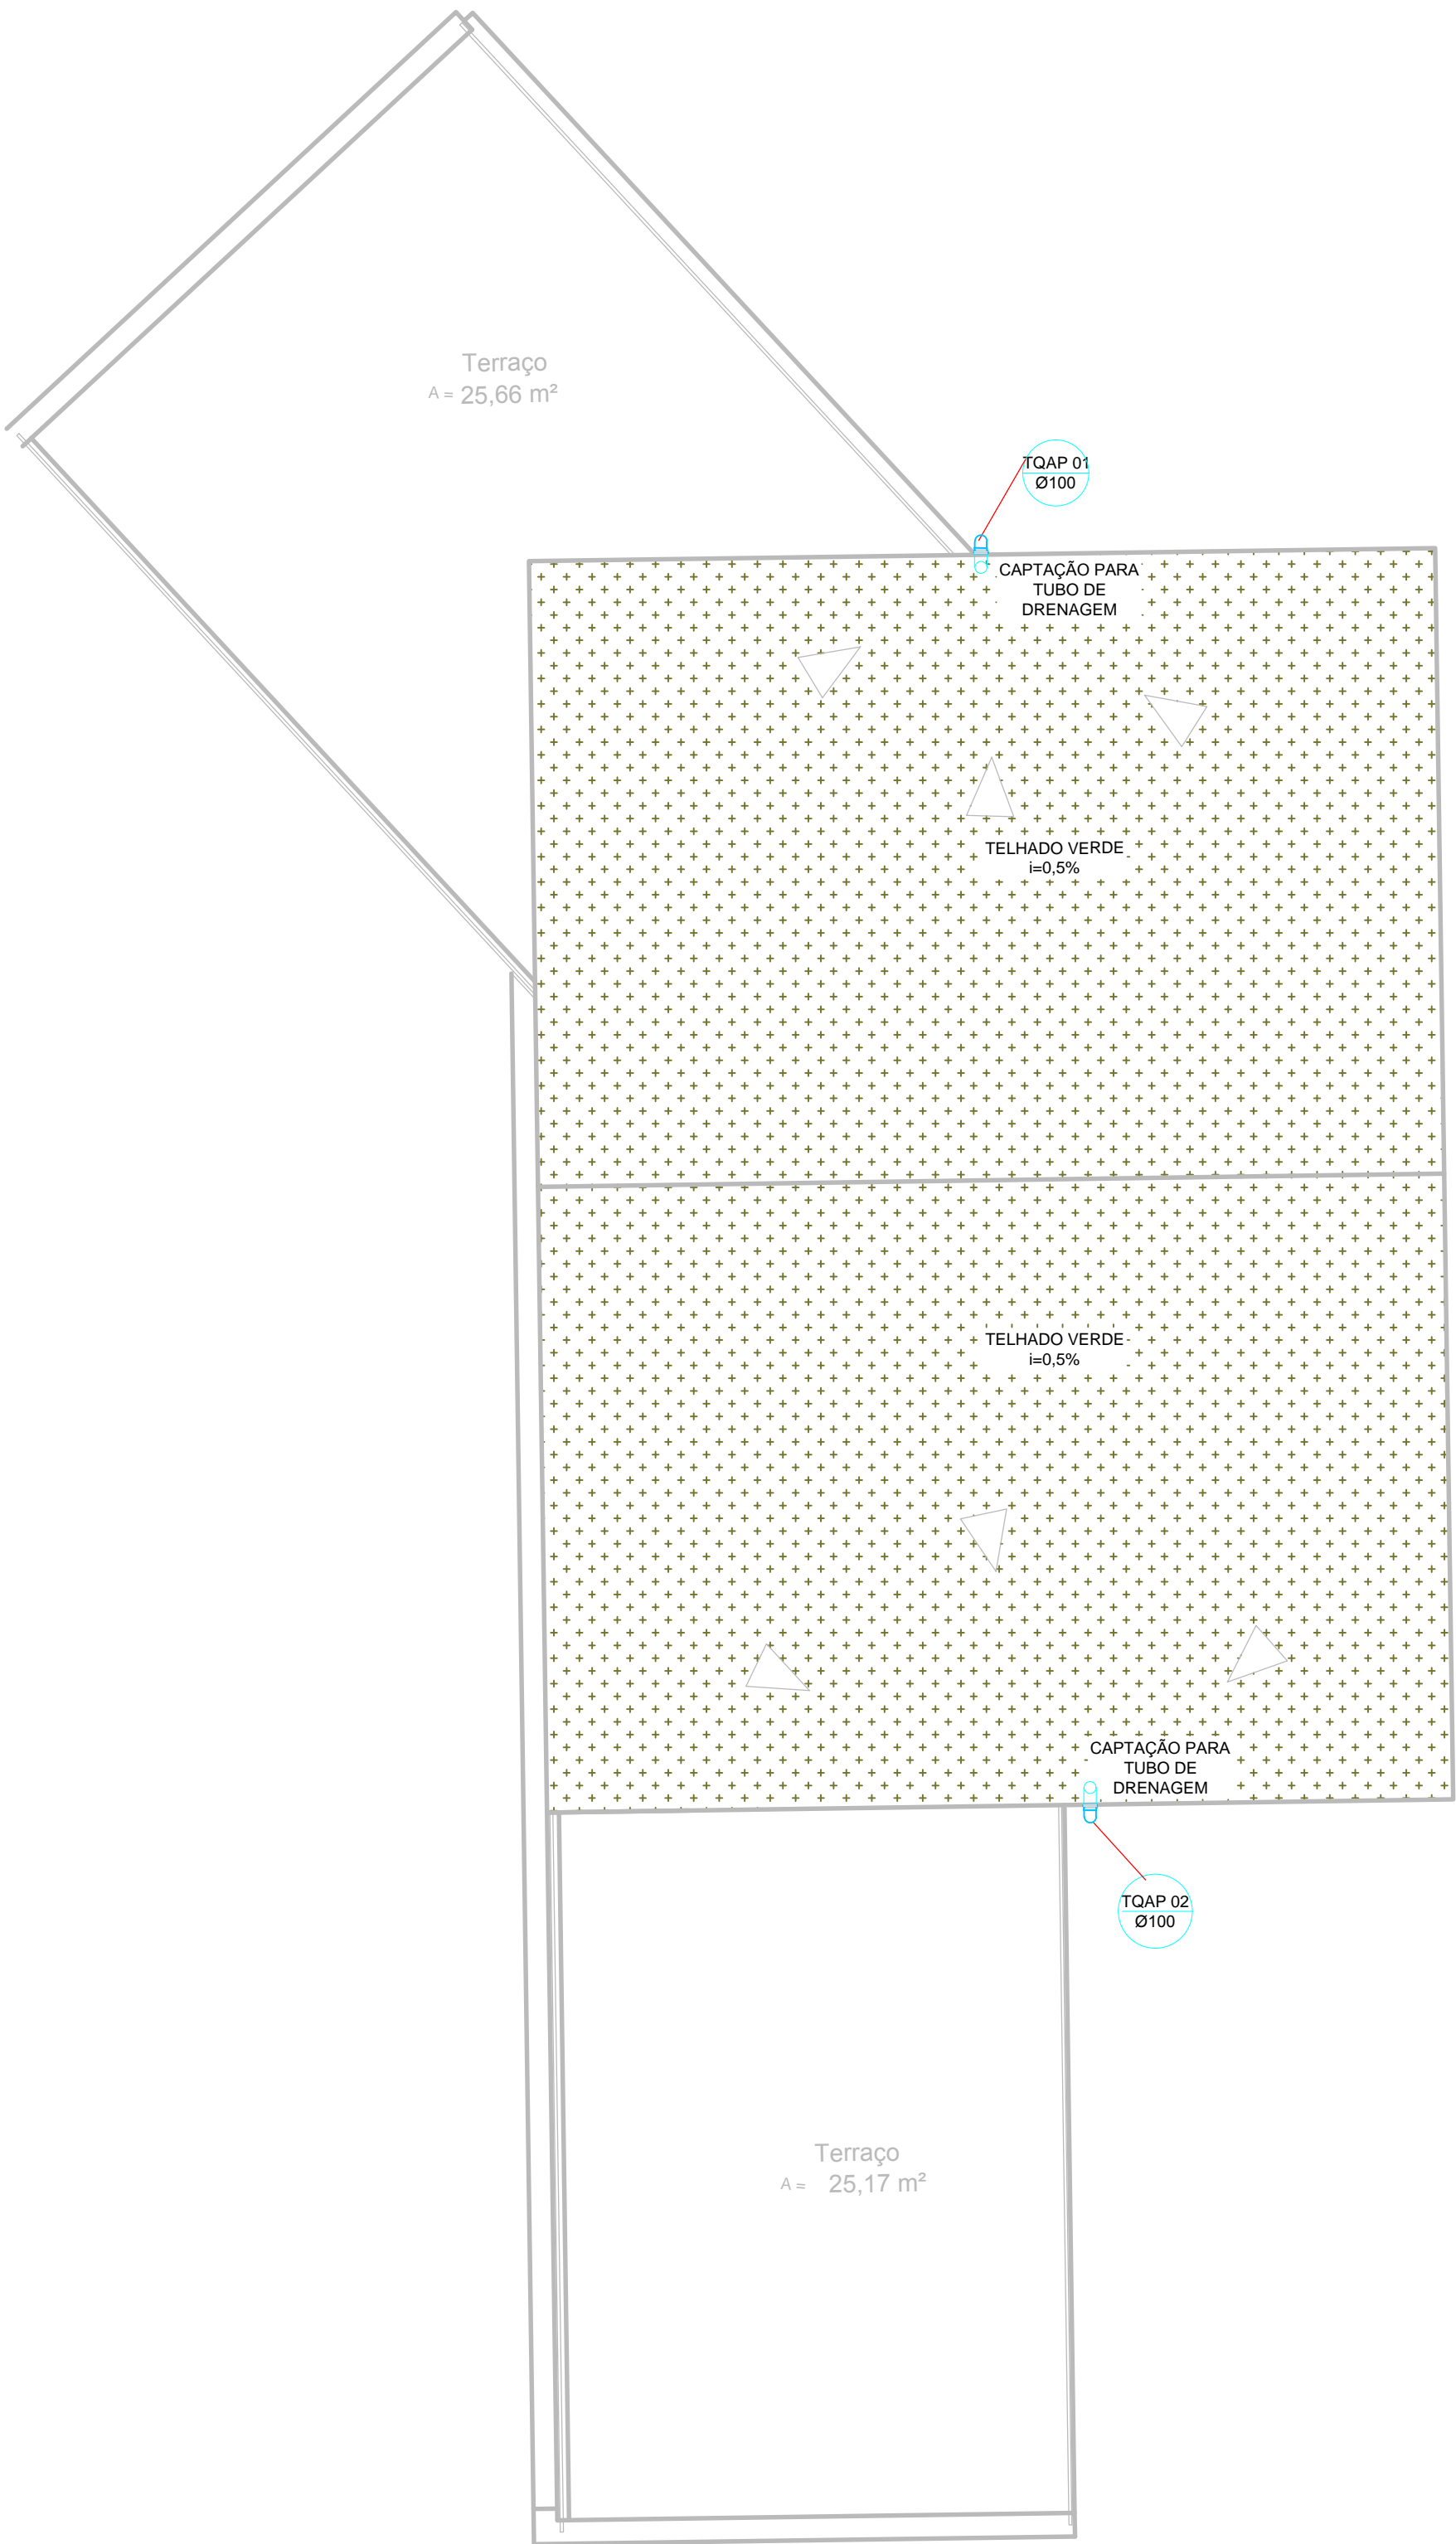 Terraço
A = 25,66 m²
TQAP 01
Ø100
CAPTAÇÃO PARA
TUBO DE
DRENAGEM
TELHADO VERDE
i=0,5%
TELHADO VERDE
i=0,5%
CAPTAÇÃO PARA
TUBO DE
DRENAGEM
TQAP 02
Ø100
Terraço
A = 25,17 m²